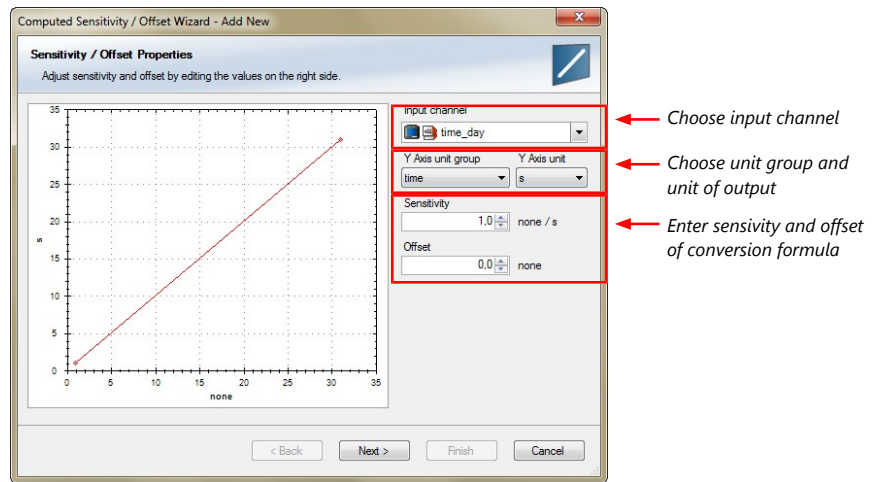 Computed Sensitivity / Offset Wizard - Add New
Sensitivity / Offset Properties
Adjust sensitivity and offset by editing the values on the right side.
35
30
25
20
15
10
5
0
s
0 5 10 15 20 25 30 35
none
Input channel
time_day
Y Axis unit group Y Axis unit
time s
Sensitivity
1,0 none / s
Offset
0,0 none
< Back Next > Finish Cancel
Choose input channel
Choose unit group and
unit of output
Enter sensivity and offset
of conversion formula